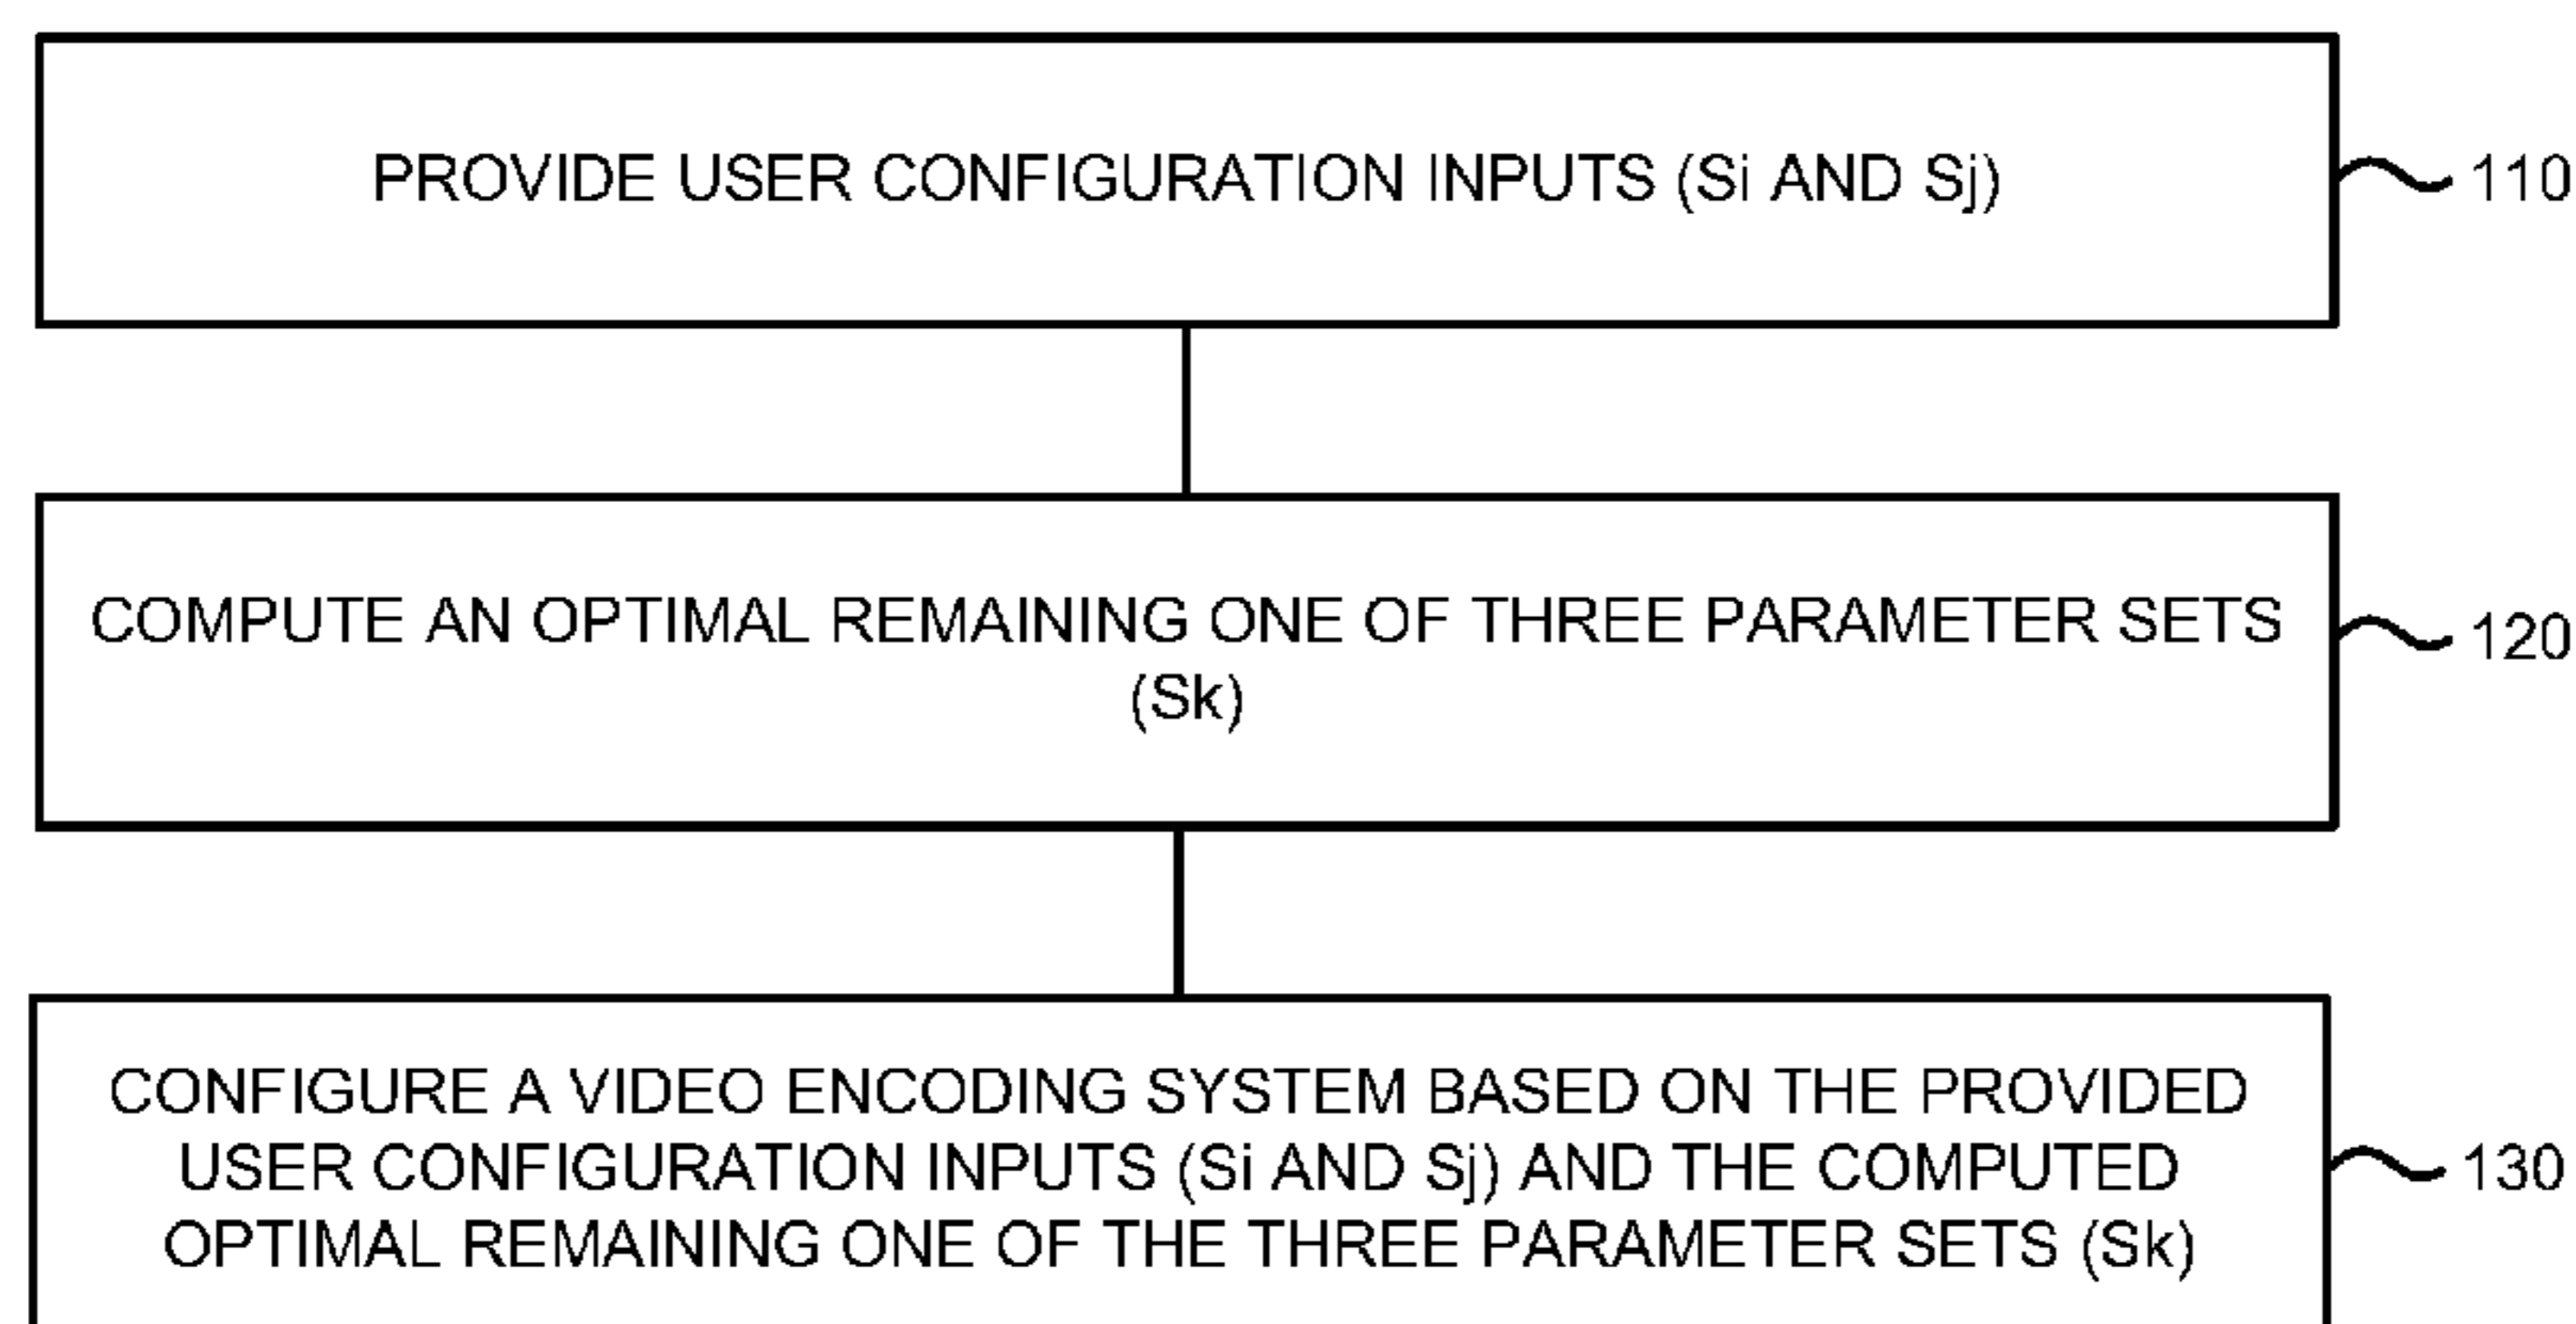 PROVIDE USER CONFIGURATION INPUTS (Si AND Sj)
110
COMPUTE AN OPTIMAL REMAINING ONE OF THREE PARAMETER SETS
(Sk)
120
CONFIGURE A VIDEO ENCODING SYSTEM BASED ON THE PROVIDED
USER CONFIGURATION INPUTS (Si AND Sj) AND THE COMPUTED
OPTIMAL REMAINING ONE OF THE THREE PARAMETER SETS (Sk)
130